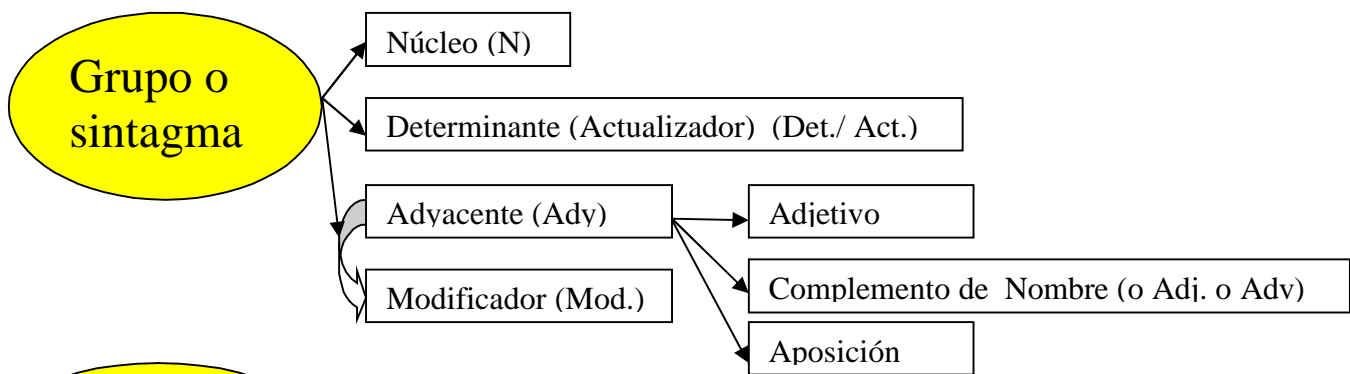 Grupo o
sintagma
Núcleo (N)
Determinante (Actualizador) (Det./ Act.)
Adyacente (Ady)
Modificador (Mod.)
Adjetivo
Complemento de Nombre (o Adj. o Adv)
Aposición